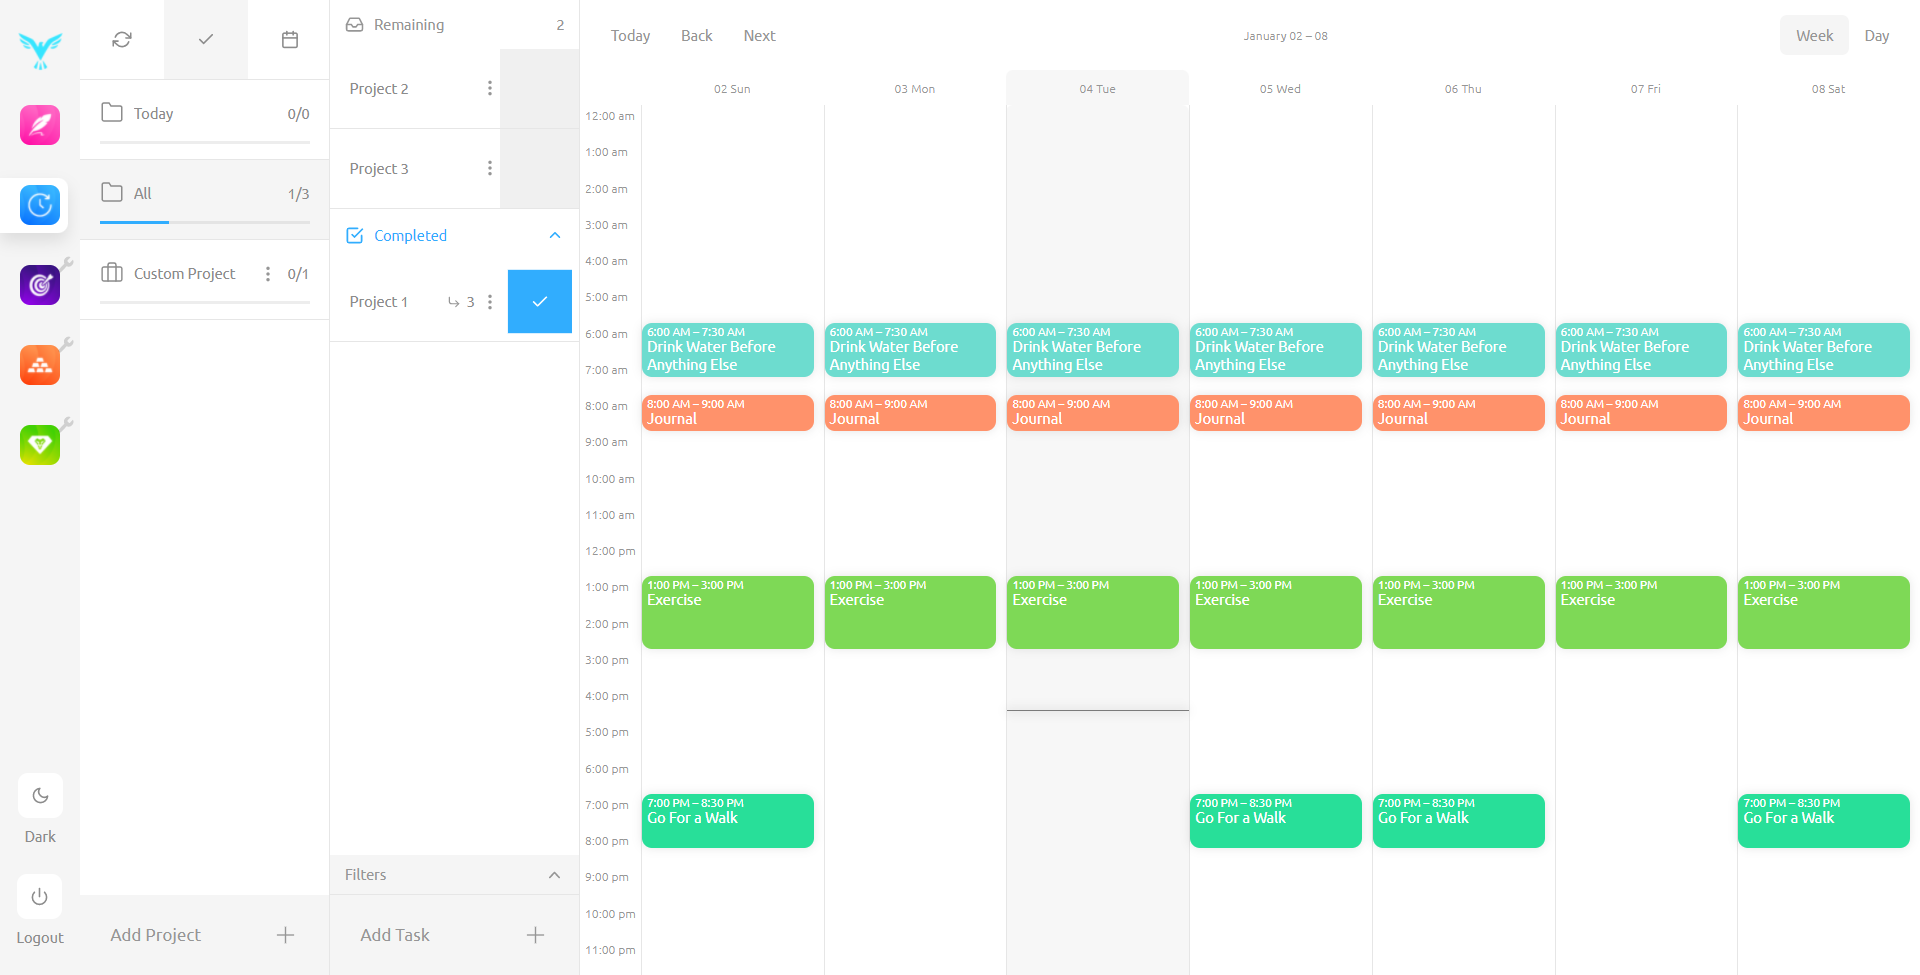 Dark
Logout
Today 0/0
All 1/3
Custom Project 0/1
Add Project
Remaining 2
Project 2
Project 3
Completed
Project 1 3
Filters
Add Task
Today Back Next
January 02 – 08
Week Day
02 Sun 03 Mon 04 Tue 05 Wed 06 Thu 07 Fri 08 Sat
12:00 am
1:00 am
2:00 am
3:00 am
4:00 am
5:00 am
6:00 am
7:00 am
8:00 am
9:00 am
10:00 am
11:00 am
12:00 pm
1:00 pm
2:00 pm
3:00 pm
4:00 pm
5:00 pm
6:00 pm
7:00 pm
8:00 pm
9:00 pm
10:00 pm
11:00 pm
6:00 AM – 7:30 AM
Drink Water Before
Anything Else
8:00 AM – 9:00 AM
Journal
1:00 PM – 3:00 PM
Exercise
7:00 PM – 8:30 PM
Go For a Walk
6:00 AM – 7:30 AM
Drink Water Before
Anything Else
8:00 AM – 9:00 AM
Journal
1:00 PM – 3:00 PM
Exercise
6:00 AM – 7:30 AM
Drink Water Before
Anything Else
8:00 AM – 9:00 AM
Journal
1:00 PM – 3:00 PM
Exercise
6:00 AM – 7:30 AM
Drink Water Before
Anything Else
8:00 AM – 9:00 AM
Journal
1:00 PM – 3:00 PM
Exercise
7:00 PM – 8:30 PM
Go For a Walk
6:00 AM – 7:30 AM
Drink Water Before
Anything Else
8:00 AM – 9:00 AM
Journal
1:00 PM – 3:00 PM
Exercise
7:00 PM – 8:30 PM
Go For a Walk
6:00 AM – 7:30 AM
Drink Water Before
Anything Else
8:00 AM – 9:00 AM
Journal
1:00 PM – 3:00 PM
Exercise
6:00 AM – 7:30 AM
Drink Water Before
Anything Else
8:00 AM – 9:00 AM
Journal
1:00 PM – 3:00 PM
Exercise
7:00 PM – 8:30 PM
Go For a Walk